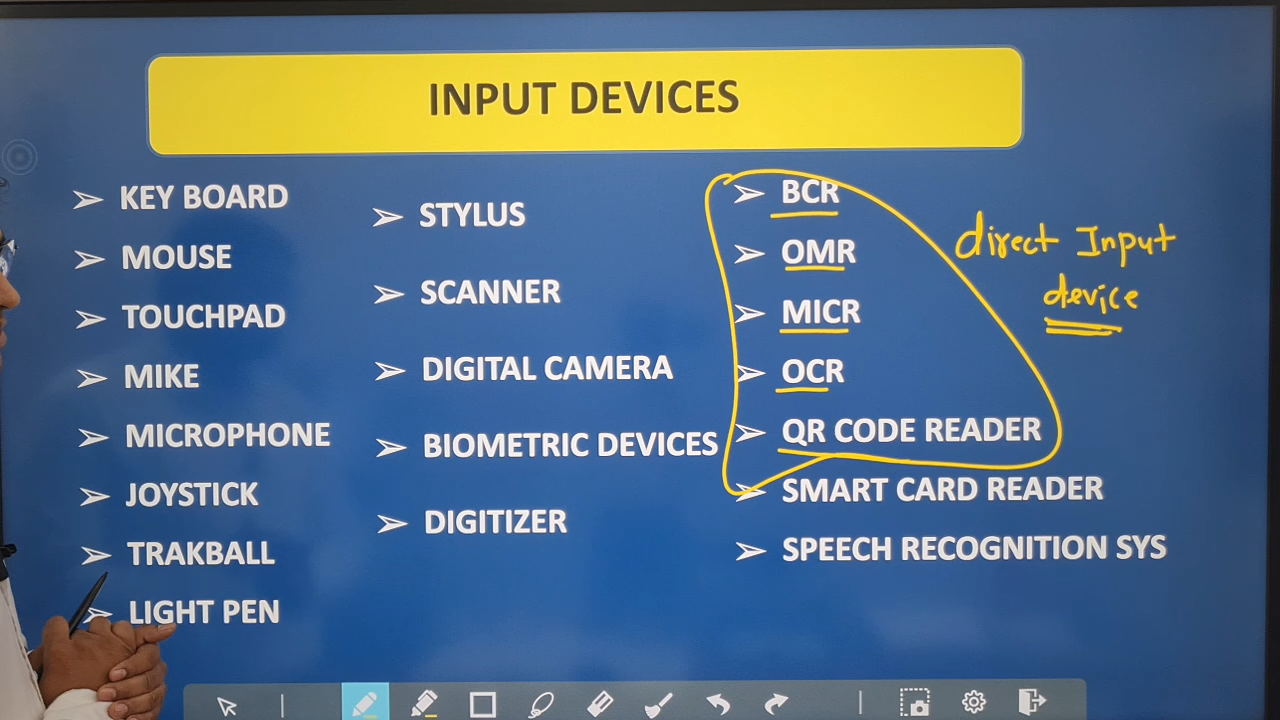 INPUT DEVICES
KEY BOARD
MOUSE
TOUCHPAD
MIKE
MICROPHONE
JOYSTICK
TRAKBALL
LIGHT PEN
STYLUS
SCANNER
DIGITAL CAMERA
BIOMETRIC DEVICES
DIGITIZER
BCR
OMR
MICR
OCR
QR CODE READER
SMART CARD READER
SPEECH RECOGNITION SYS
direct Input
device